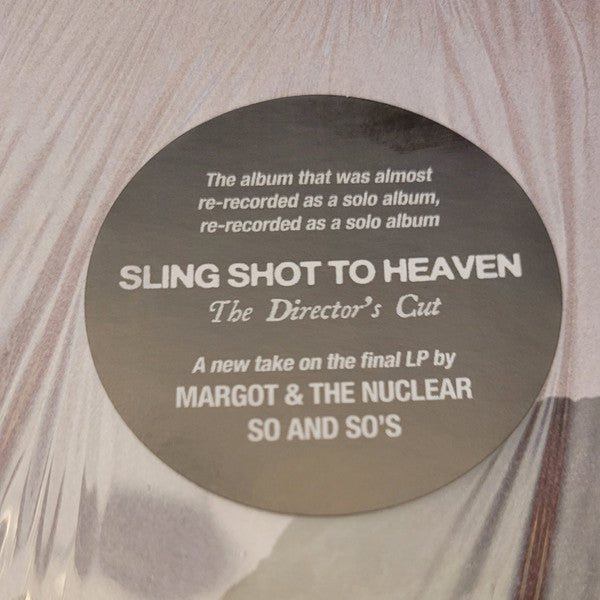 The album that was almost
re-recorded as a solo album,
re-recorded as a solo album
SLING SHOT TO HEAVEN
The Director's Cut
A new take on the final LP by
MARGOT & THE NUCLEAR
SO AND SO'S